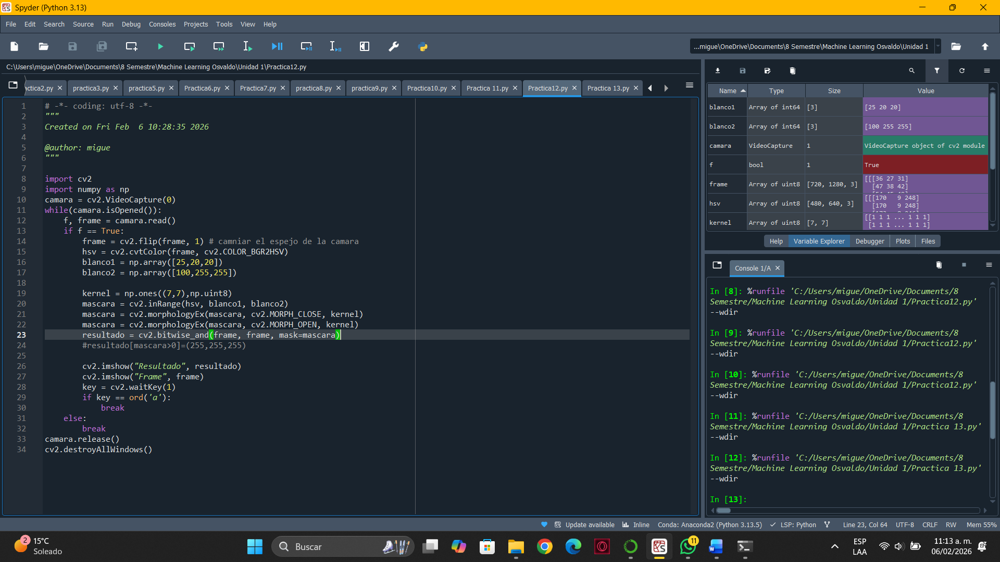 Spyder (Python 3.13)
File Edit Search Source Run Debug Consoles Projects Tools View Help
...migue\OneDrive\Documents\8 Semestre\Machine Learning Osvaldo\Unidad 1
C:\Users\migue\OneDrive\Documents\8 Semestre\Machine Learning Osvaldo\Unidad 1\Practica12.py
actica2.py practica3.py practica5.py Practica6.py Practica7.py practica8.py practica9.py Practica10.py Practica 11.py Practica12.py Practica 13.py
1 # -*- coding: utf-8 -*-
2 """
3 Created on Fri Feb  6 10:28:35 2026
4
5 @author: migue
6 """
7
8 import cv2
9 import numpy as np
10 camara = cv2.VideoCapture(0)
11 while(camara.isOpened()):
12     f, frame = camara.read()
13     if f == True:
14         frame = cv2.flip(frame, 1) # camniar el espejo de la camara
15         hsv = cv2.cvtColor(frame, cv2.COLOR_BGR2HSV)
16         blanco1 = np.array([25,20,20])
17         blanco2 = np.array([100,255,255])
18
19         kernel = np.ones((7,7),np.uint8)
20         mascara = cv2.inRange(hsv, blanco1, blanco2)
21         mascara = cv2.morphologyEx(mascara, cv2.MORPH_CLOSE, kernel)
22         mascara = cv2.morphologyEx(mascara, cv2.MORPH_OPEN, kernel)
23         resultado = cv2.bitwise_and(frame, frame, mask=mascara)
24         #resultado[mascara>0]=(255,255,255)
25
26         cv2.imshow("Resultado", resultado)
27         cv2.imshow("Frame", frame)
28         key = cv2.waitKey(1)
29         if key == ord('a'):
30             break
31     else:
32         break
33 camara.release()
34 cv2.destroyAllWindows()
Name Type Size Value
blanco1 Array of int64 [3] [25 20 20]
blanco2 Array of int64 [3] [100 255 255]
camara VideoCapture 1 VideoCapture object of cv2 module
f bool 1 True
frame Array of uint8 [720, 1280, 3] [[[36 27 31]
[47 38 42]
hsv Array of uint8 [480, 640, 3] [[[170   9 248]
[170   9 248]
kernel Array of uint8 [7, 7] [[1 1 1 ... 1 1 1]
[1 1 1 ... 1 1 1]
Help Variable Explorer Debugger Plots Files
Console 1/A
In [8]: %runfile 'C:/Users/migue/OneDrive/Documents/8
Semestre/Machine Learning Osvaldo/Unidad 1/Practica12.py'
--wdir
In [9]: %runfile 'C:/Users/migue/OneDrive/Documents/8
Semestre/Machine Learning Osvaldo/Unidad 1/Practica12.py'
--wdir
In [10]: %runfile 'C:/Users/migue/OneDrive/Documents/8
Semestre/Machine Learning Osvaldo/Unidad 1/Practica12.py'
--wdir
In [11]: %runfile 'C:/Users/migue/OneDrive/Documents/8
Semestre/Machine Learning Osvaldo/Unidad 1/Practica 13.py'
--wdir
In [12]: %runfile 'C:/Users/migue/OneDrive/Documents/8
Semestre/Machine Learning Osvaldo/Unidad 1/Practica 13.py'
--wdir
In [13]:
Update available Inline Conda: Anaconda2 (Python 3.13.5) LSP: Python Line 23, Col 64 UTF-8 CRLF RW Mem 55%
2 15°C
Soleado
Buscar
11
ESP
LAA
11:13 a. m.
06/02/2026